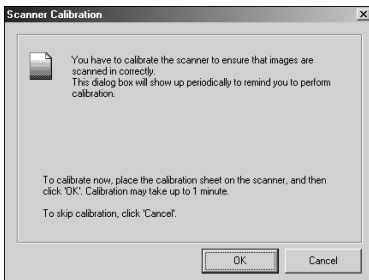 Scanner Calibration
You have to calibrate the scanner to ensure that images are
scanned in correctly.
This dialog box will show up periodically to remind you to perform
calibration.
To calibrate now, place the calibration sheet on the scanner, and then
click 'OK'. Calibration may take up to 1 minute.
To skip calibration, click 'Cancel'.
OK Cancel